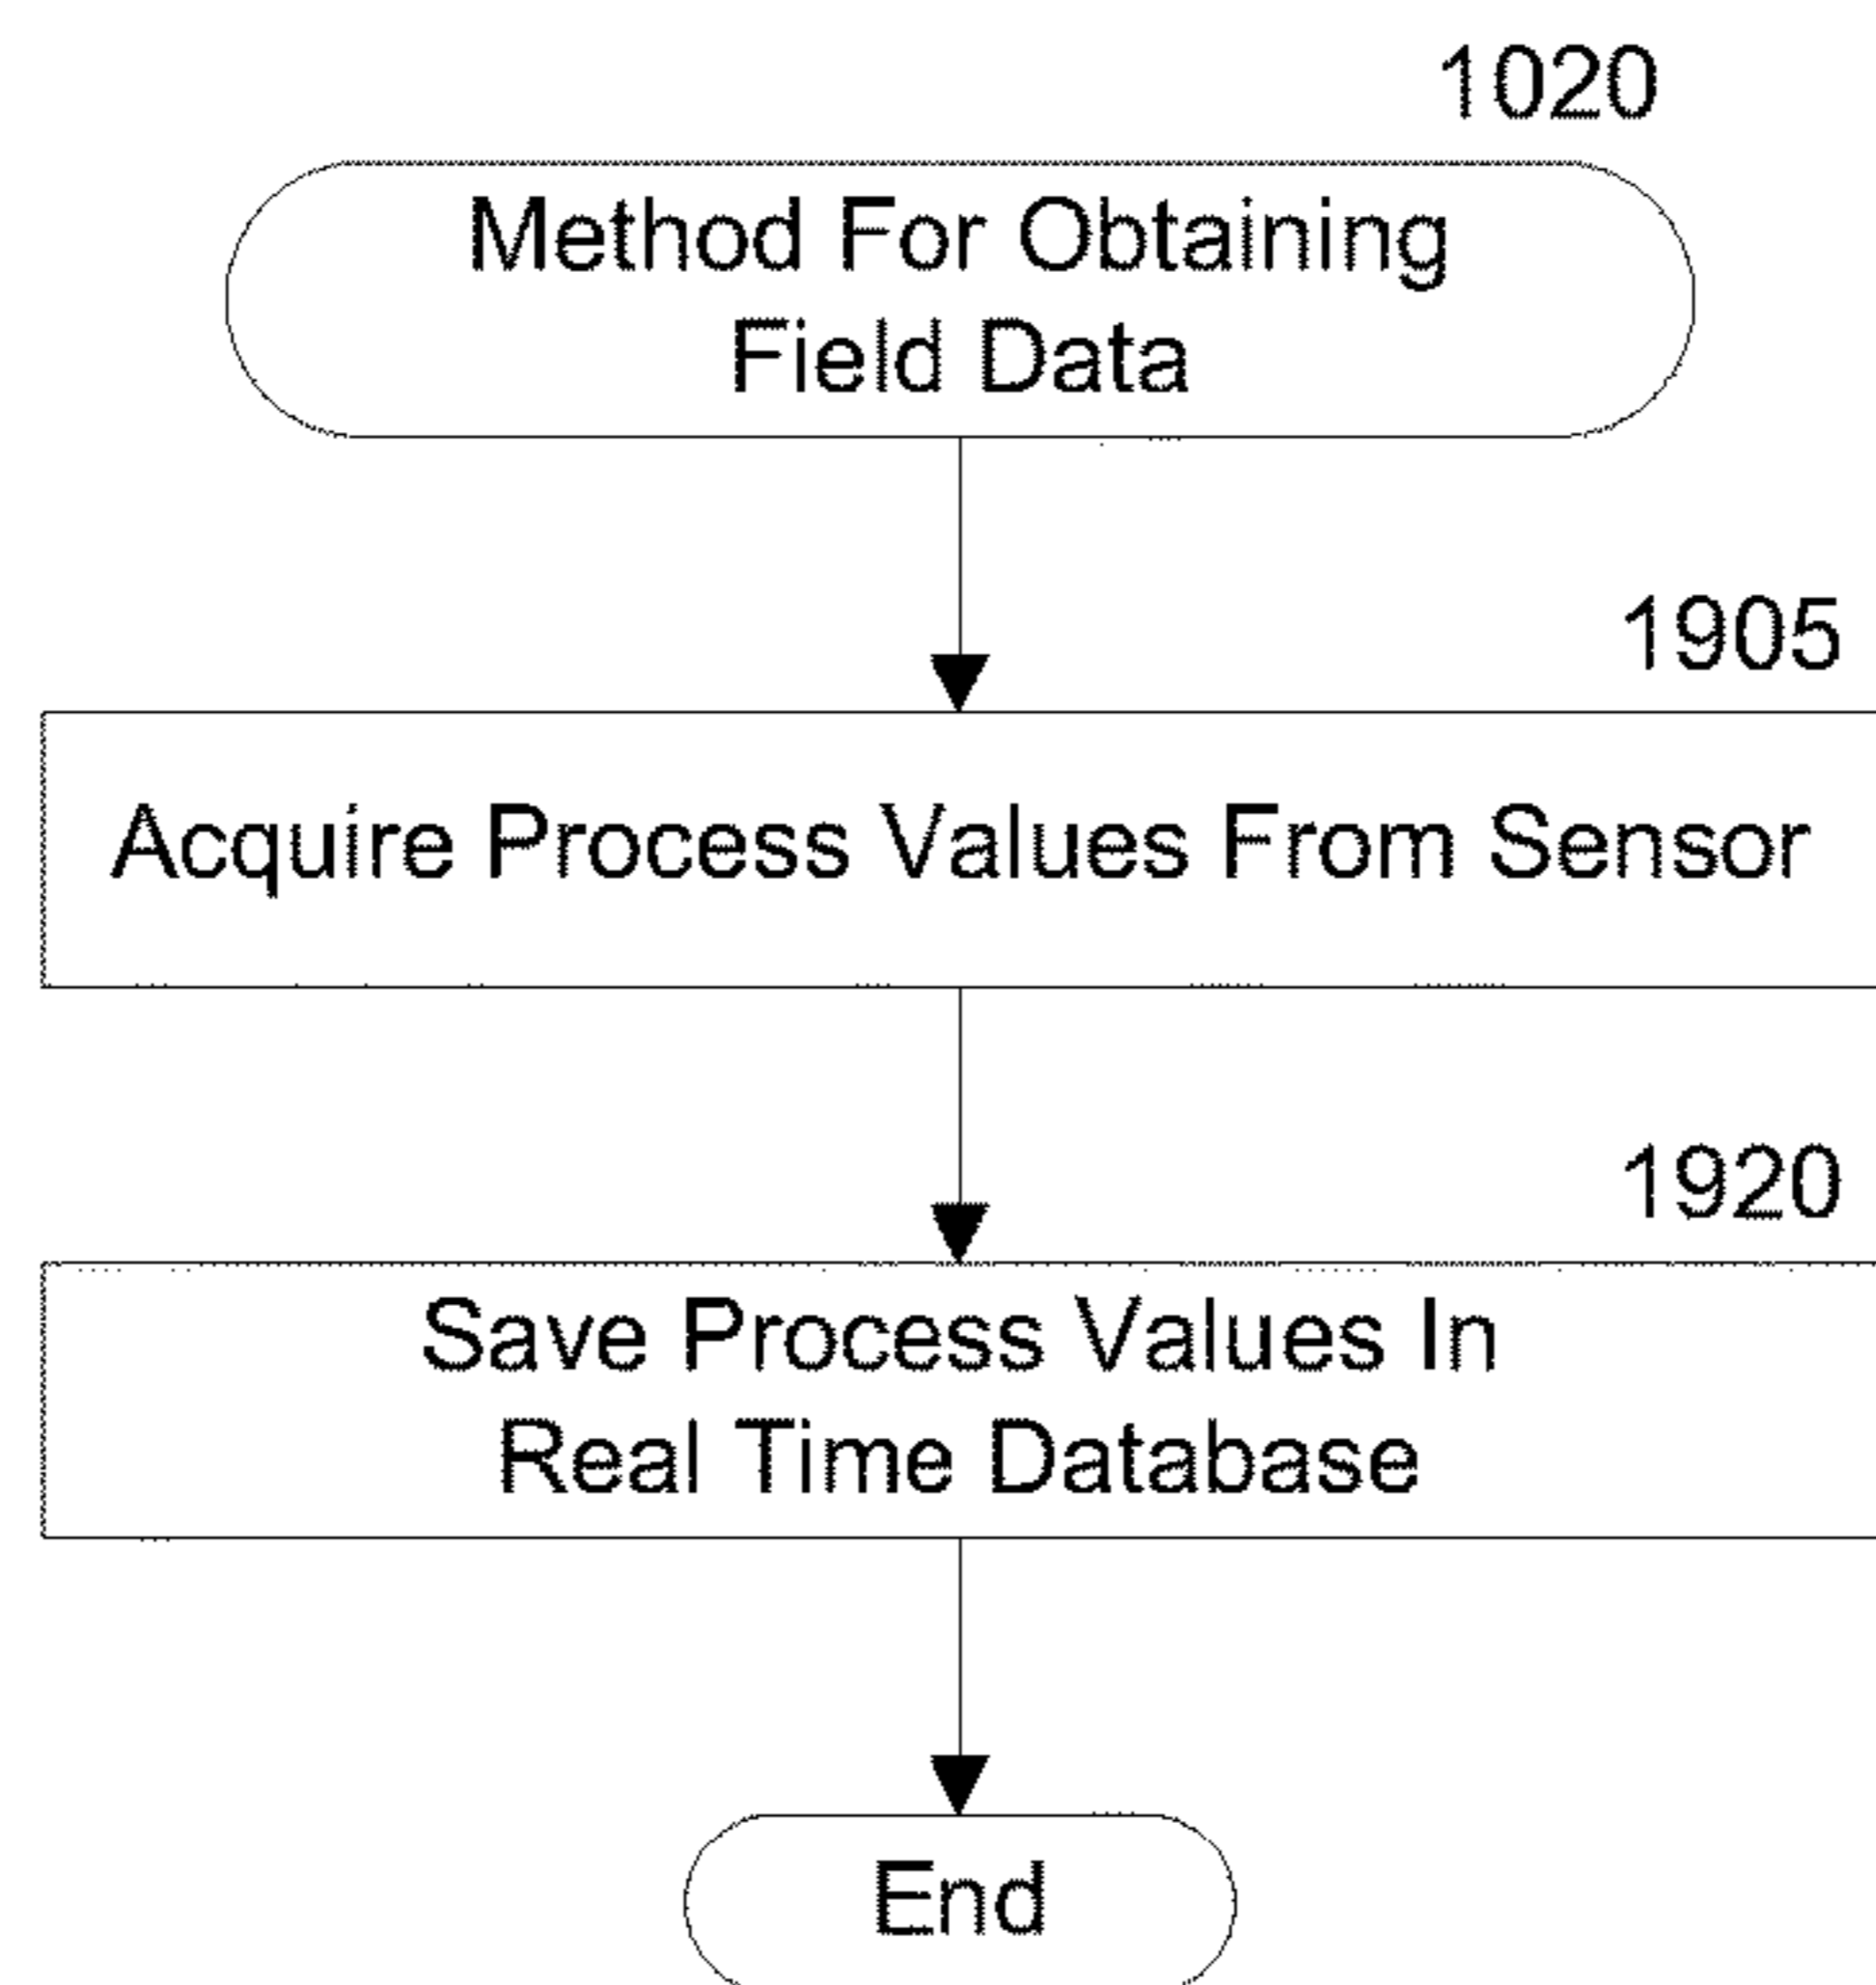 1020
Method For Obtaining
Field Data
1905
Acquire Process Values From Sensor
1920
Save Process Values In
Real Time Database
End